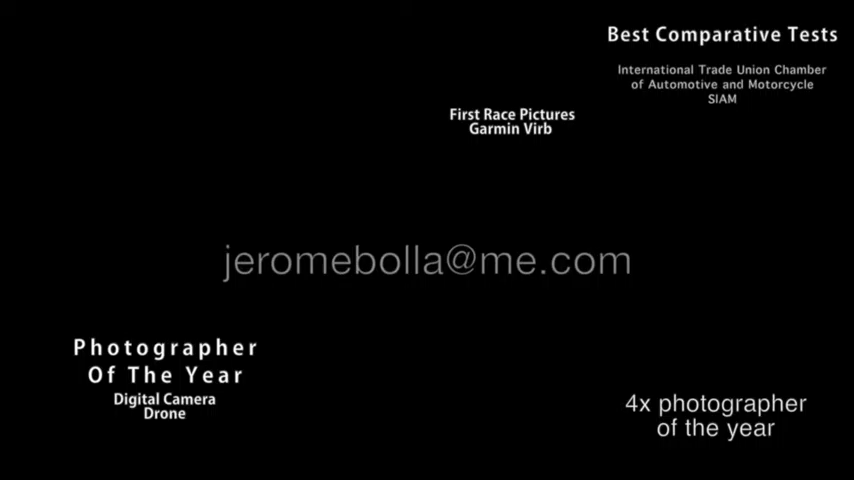 Best Comparative Tests
International Trade Union Chamber
of Automotive and Motorcycle
SIAM
First Race Pictures
Garmin Virb
jeromebolla@me.com
Photographer
Of The Year
Digital Camera
Drone
4x photographer
of the year